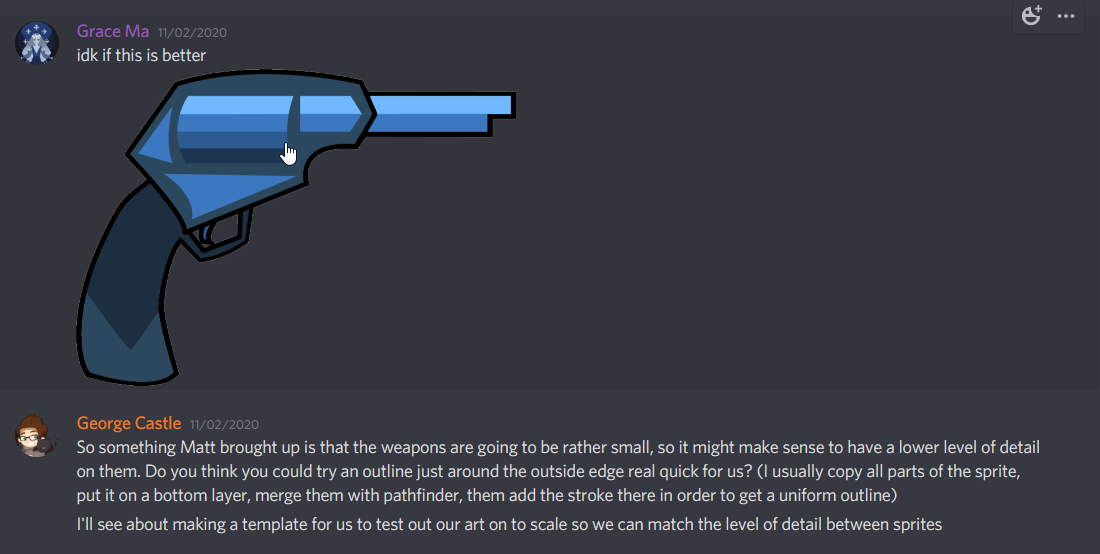 Grace Ma 11/02/2020
idk if this is better
George Castle 11/02/2020
So something Matt brought up is that the weapons are going to be rather small, so it might make sense to have a lower level of detail
on them. Do you think you could try an outline just around the outside edge real quick for us? (I usually copy all parts of the sprite,
put it on a bottom layer, merge them with pathfinder, them add the stroke there in order to get a uniform outline)
I'll see about making a template for us to test out our art on to scale so we can match the level of detail between sprites